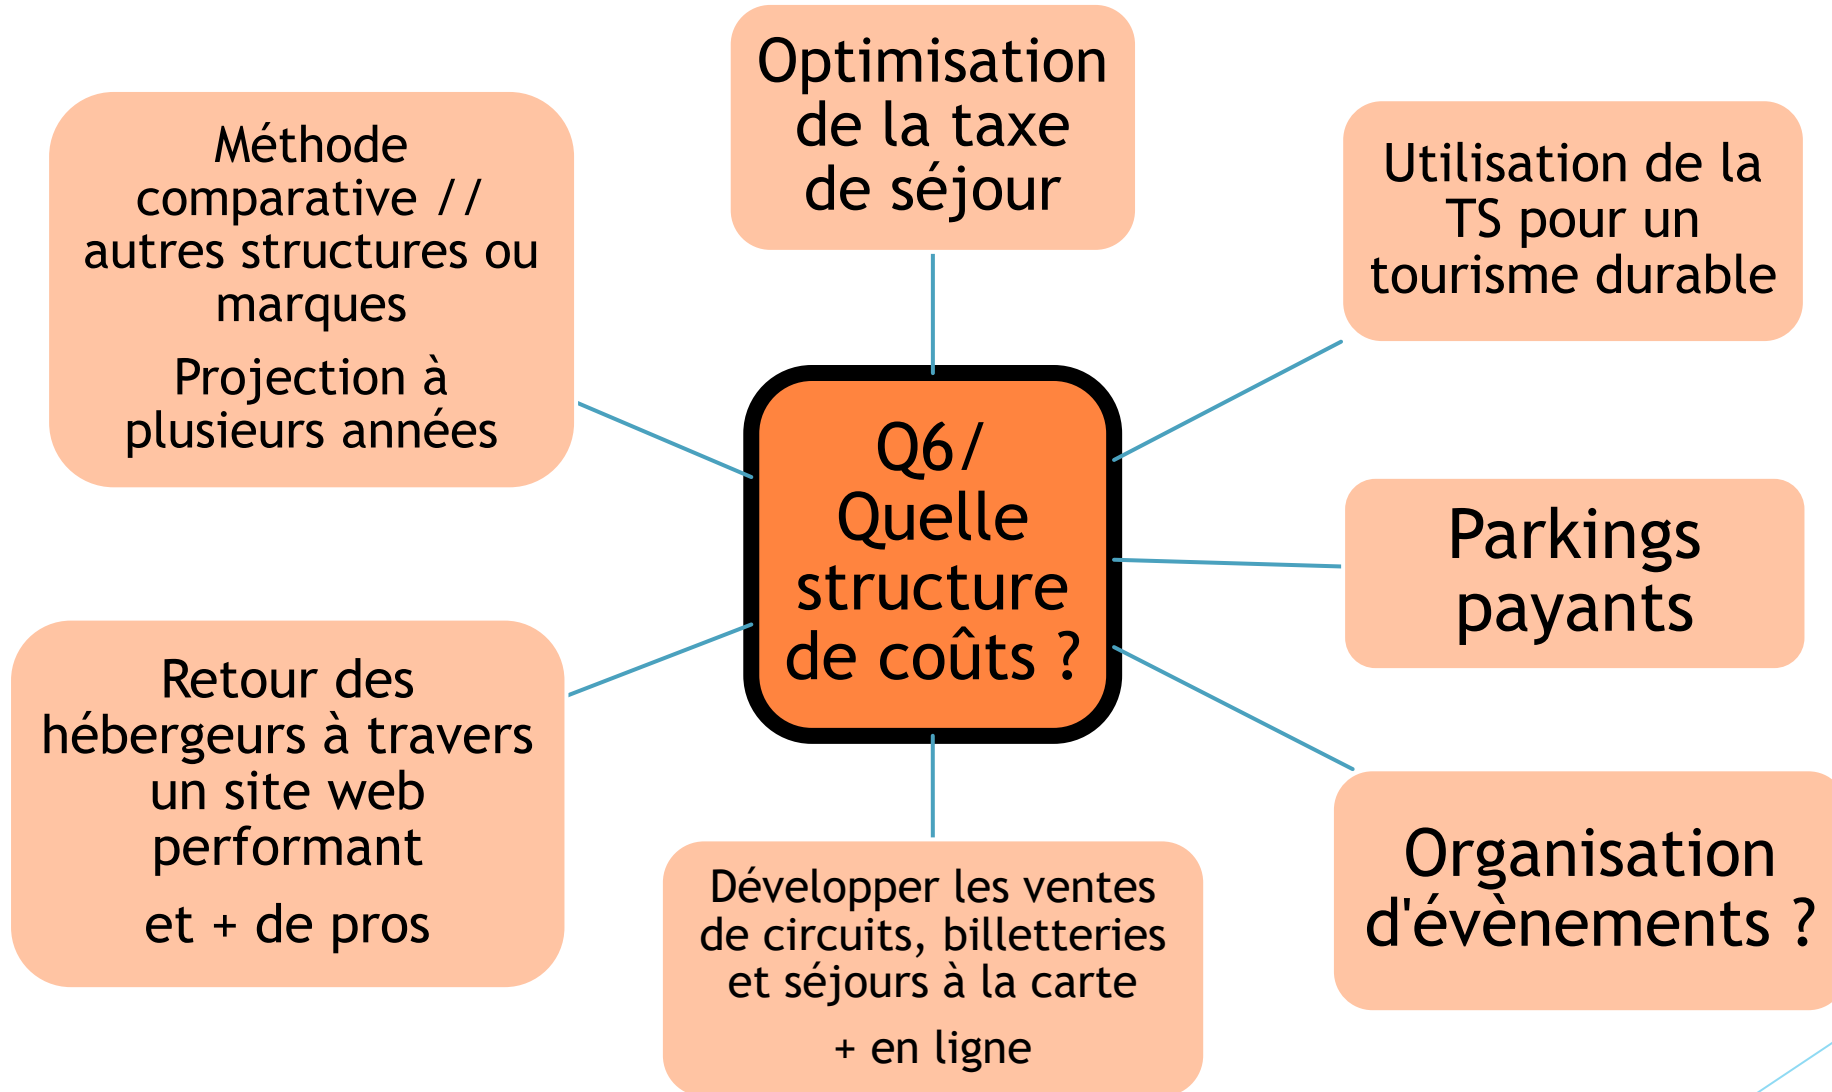 Optimisation
de la taxe
de séjour
Méthode
comparative //
autres structures ou
marques
Projection à
plusieurs années
Utilisation de la
TS pour un
tourisme durable
Q6/
Quelle
structure
de coûts ?
Parkings
payants
Retour des
hébergeurs à travers
un site web
performant
et + de pros
Organisation
d'évènements ?
Développer les ventes
de circuits, billetteries
et séjours à la carte
+ en ligne